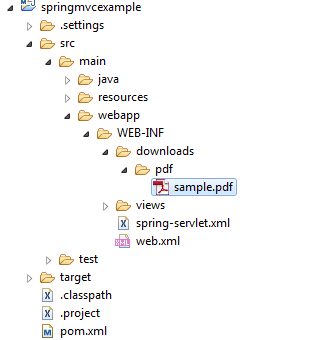 springmvcexample
.settings
src
main
java
resources
webapp
WEB-INF
downloads
pdf
sample.pdf
views
spring-servlet.xml
web.xml
test
target
.classpath
.project
pom.xml